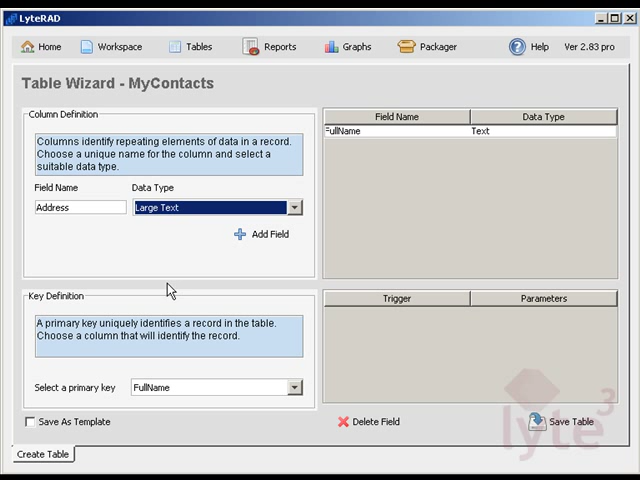 LyteRAD
Home Workspace Tables Reports Graphs Packager Help Ver 2.83 pro
Table Wizard - MyContacts
Column Definition
Columns identify repeating elements of data in a record.
Choose a unique name for the column and select a
suitable data type.
Field Name Data Type
Address Large Text
Add Field
Field Name Data Type
FullName Text
Key Definition
A primary key uniquely identifies a record in the table.
Choose a column that will identify the record.
Select a primary key FullName
Trigger Parameters
Save As Template Delete Field Save Table
lyte3
Create Table